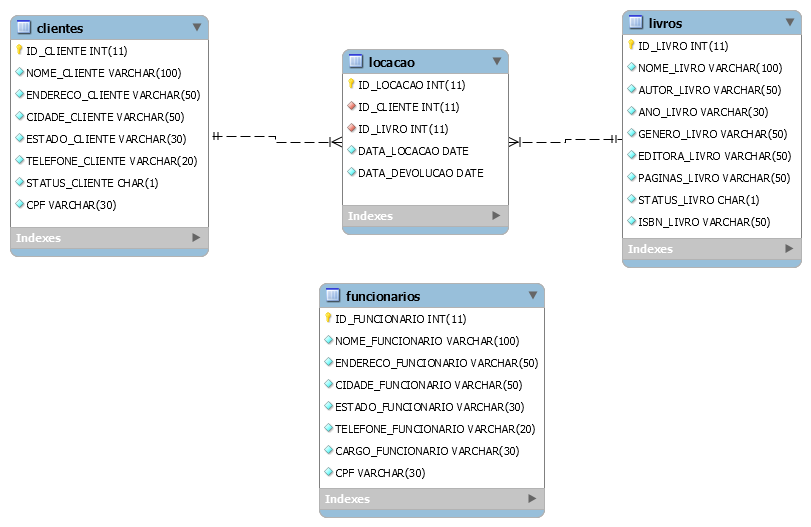 clientes
ID_CLIENTE INT(11)
NOME_CLIENTE VARCHAR(100)
ENDERECO_CLIENTE VARCHAR(50)
CIDADE_CLIENTE VARCHAR(50)
ESTADO_CLIENTE VARCHAR(30)
TELEFONE_CLIENTE VARCHAR(20)
STATUS_CLIENTE CHAR(1)
CPF VARCHAR(30)
Indexes
locacao
ID_LOCACAO INT(11)
ID_CLIENTE INT(11)
ID_LIVRO INT(11)
DATA_LOCACAO DATE
DATA_DEVOLUCAO DATE
Indexes
livros
ID_LIVRO INT(11)
NOME_LIVRO VARCHAR(100)
AUTOR_LIVRO VARCHAR(50)
ANO_LIVRO VARCHAR(30)
GENERO_LIVRO VARCHAR(50)
EDITORA_LIVRO VARCHAR(50)
PAGINAS_LIVRO VARCHAR(50)
STATUS_LIVRO CHAR(1)
ISBN_LIVRO VARCHAR(50)
Indexes
funcionarios
ID_FUNCIONARIO INT(11)
NOME_FUNCIONARIO VARCHAR(100)
ENDERECO_FUNCIONARIO VARCHAR(50)
CIDADE_FUNCIONARIO VARCHAR(50)
ESTADO_FUNCIONARIO VARCHAR(30)
TELEFONE_FUNCIONARIO VARCHAR(20)
CARGO_FUNCIONARIO VARCHAR(30)
CPF VARCHAR(30)
Indexes